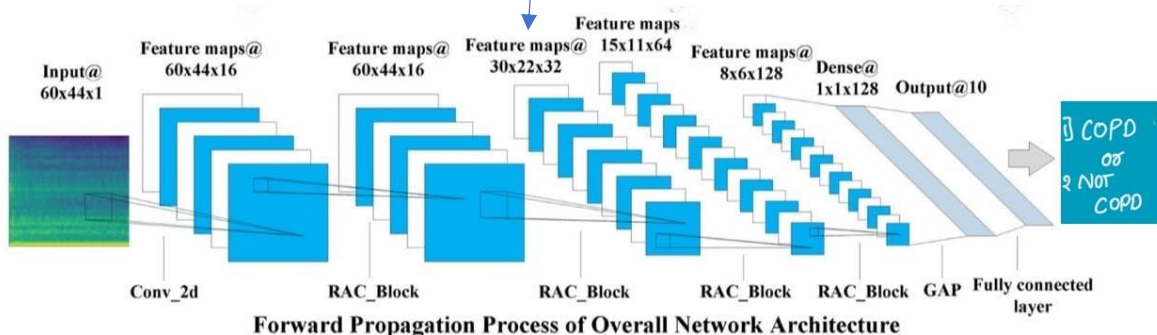 Input@
60x44x1
Feature maps@
60x44x16
Feature maps@
60x44x16
Feature maps@
30x22x32
Feature maps
15x11x64
Feature maps@
8x6x128
Dense@
1x1x128
Output@10
1] COPD
or
2 NOT
COPD
Conv_2d
RAC_Block
RAC_Block
RAC_Block
RAC_Block
GAP
Fully connected
layer
Forward Propagation Process of Overall Network Architecture